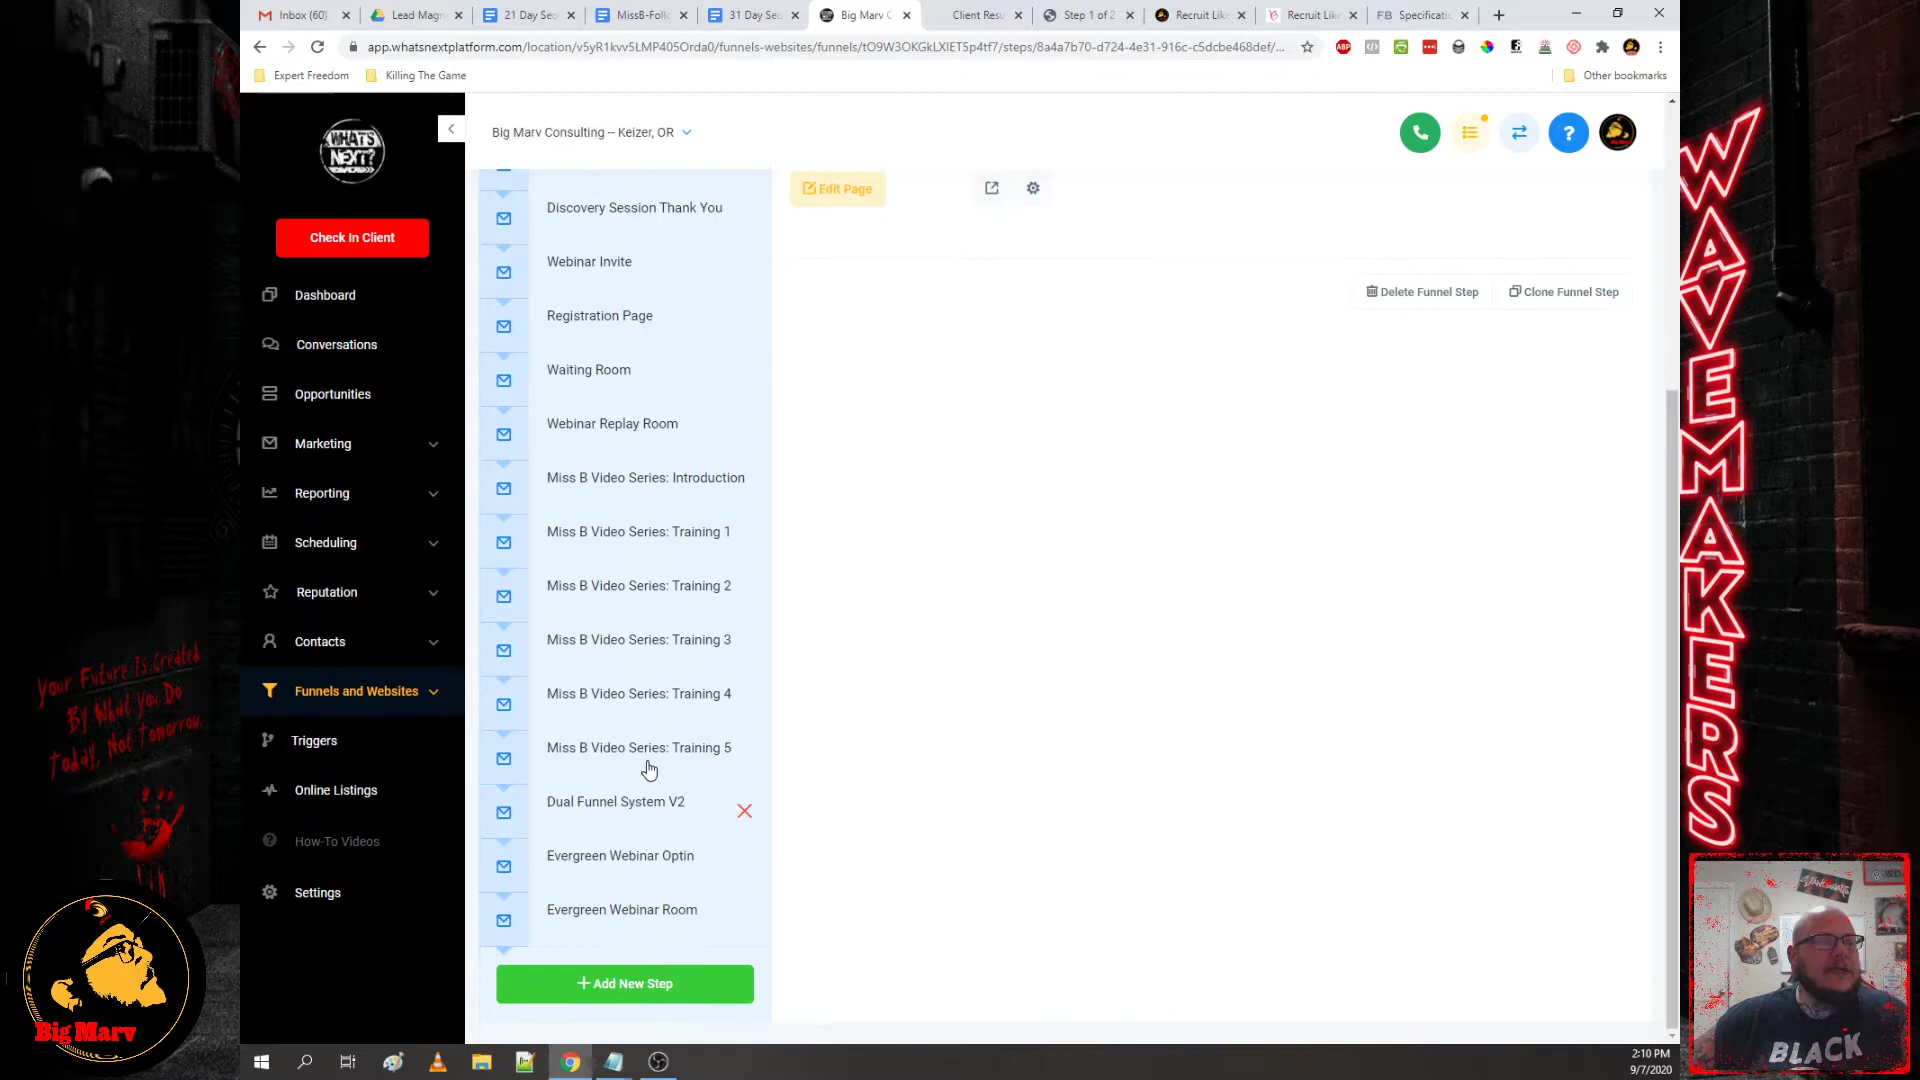 Inbox (60)
Lead Magn
21 Day Sec
MissB-Follo
31 Day Sec
Big Marv C
Client Resu
Step 1 of 2
Recruit Like
Recruit Like
FB Specificatio
app.whatsnextplatform.com/location/v5yR1kvv5LMP405Orda0/funnels-websites/funnels/tO9W3OKGkLXIET5p4tf7/steps/8a4a7b70-d724-4e31-916c-c5dcbe468def/...
ABP
Expert Freedom
Killing The Game
Other bookmarks
WHATS
NEXT?
Big Marv Consulting -- Keizer, OR
?
Check In Client
Dashboard
Conversations
Opportunities
Marketing
Reporting
Scheduling
Reputation
Contacts
Funnels and Websites
Triggers
Online Listings
How-To Videos
Settings
Discovery Session Thank You
Webinar Invite
Registration Page
Waiting Room
Webinar Replay Room
Miss B Video Series: Introduction
Miss B Video Series: Training 1
Miss B Video Series: Training 2
Miss B Video Series: Training 3
Miss B Video Series: Training 4
Miss B Video Series: Training 5
Dual Funnel System V2
Evergreen Webinar Optin
Evergreen Webinar Room
+ Add New Step
Edit Page
Delete Funnel Step
Clone Funnel Step
Your Future Is Created
By What You Do
Today, Not Tomorrow
Big Marv
WAVEMAKERS
BLACK
2:10 PM
9/7/2020